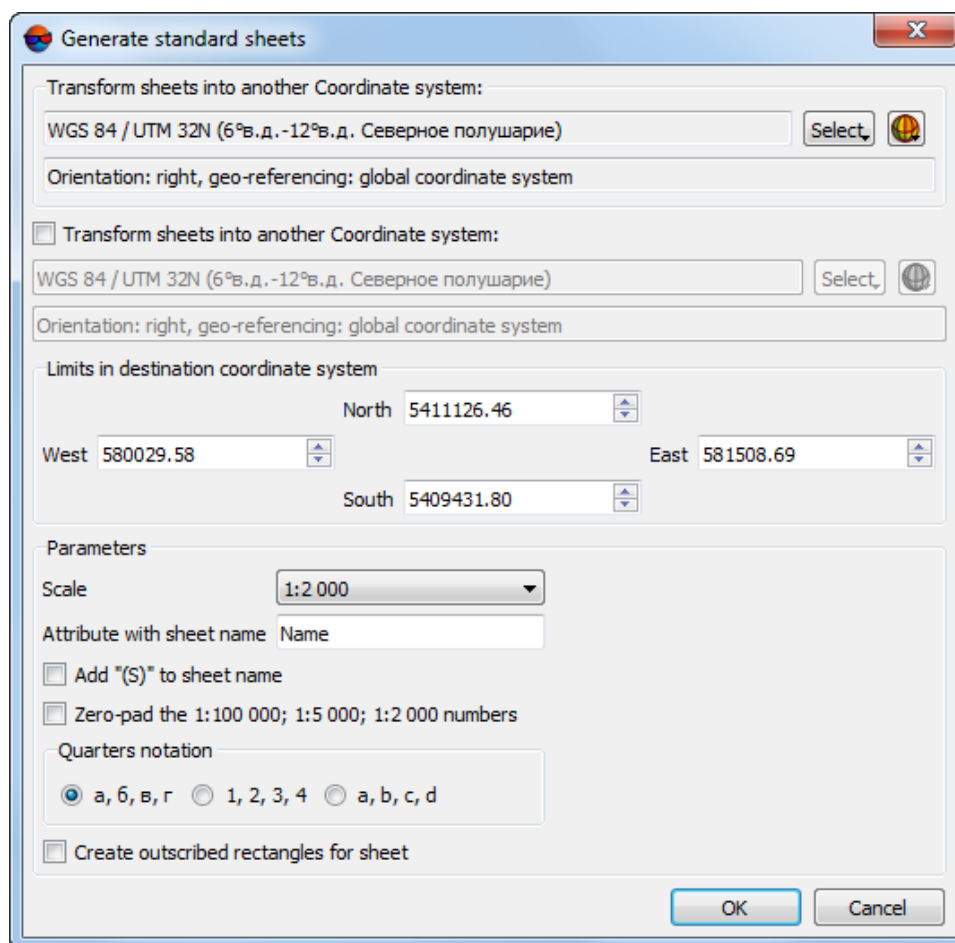 Generate standard sheets
Transform sheets into another Coordinate system:
WGS 84 / UTM 32N (6°в.д.-12°в.д. Северное полушарие)
Select
Orientation: right, geo-referencing: global coordinate system
Transform sheets into another Coordinate system:
WGS 84 / UTM 32N (6°в.д.-12°в.д. Северное полушарие)
Select
Orientation: right, geo-referencing: global coordinate system
Limits in destination coordinate system
North 5411126.46
West 580029.58 East 581508.69
South 5409431.80
Parameters
Scale 1:2 000
Attribute with sheet name Name
Add "(S)" to sheet name
Zero-pad the 1:100 000; 1:5 000; 1:2 000 numbers
Quarters notation
а, б, в, г 1, 2, 3, 4 a, b, c, d
Create outscribed rectangles for sheet
OK Cancel